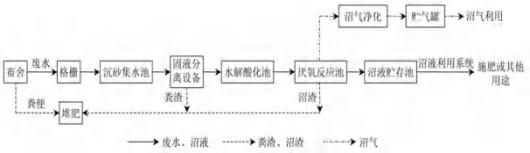 沼气净化
贮气罐
沼气利用
畜舍
废水
格栅
沉砂集水池
固液分
离设备
水解酸化池
厌氧反应池
沼液贮存池
沼液利用系统
施肥或其他
用途
粪便
堆肥
粪渣
沼渣
废水、沼液
粪渣、沼渣
沼气